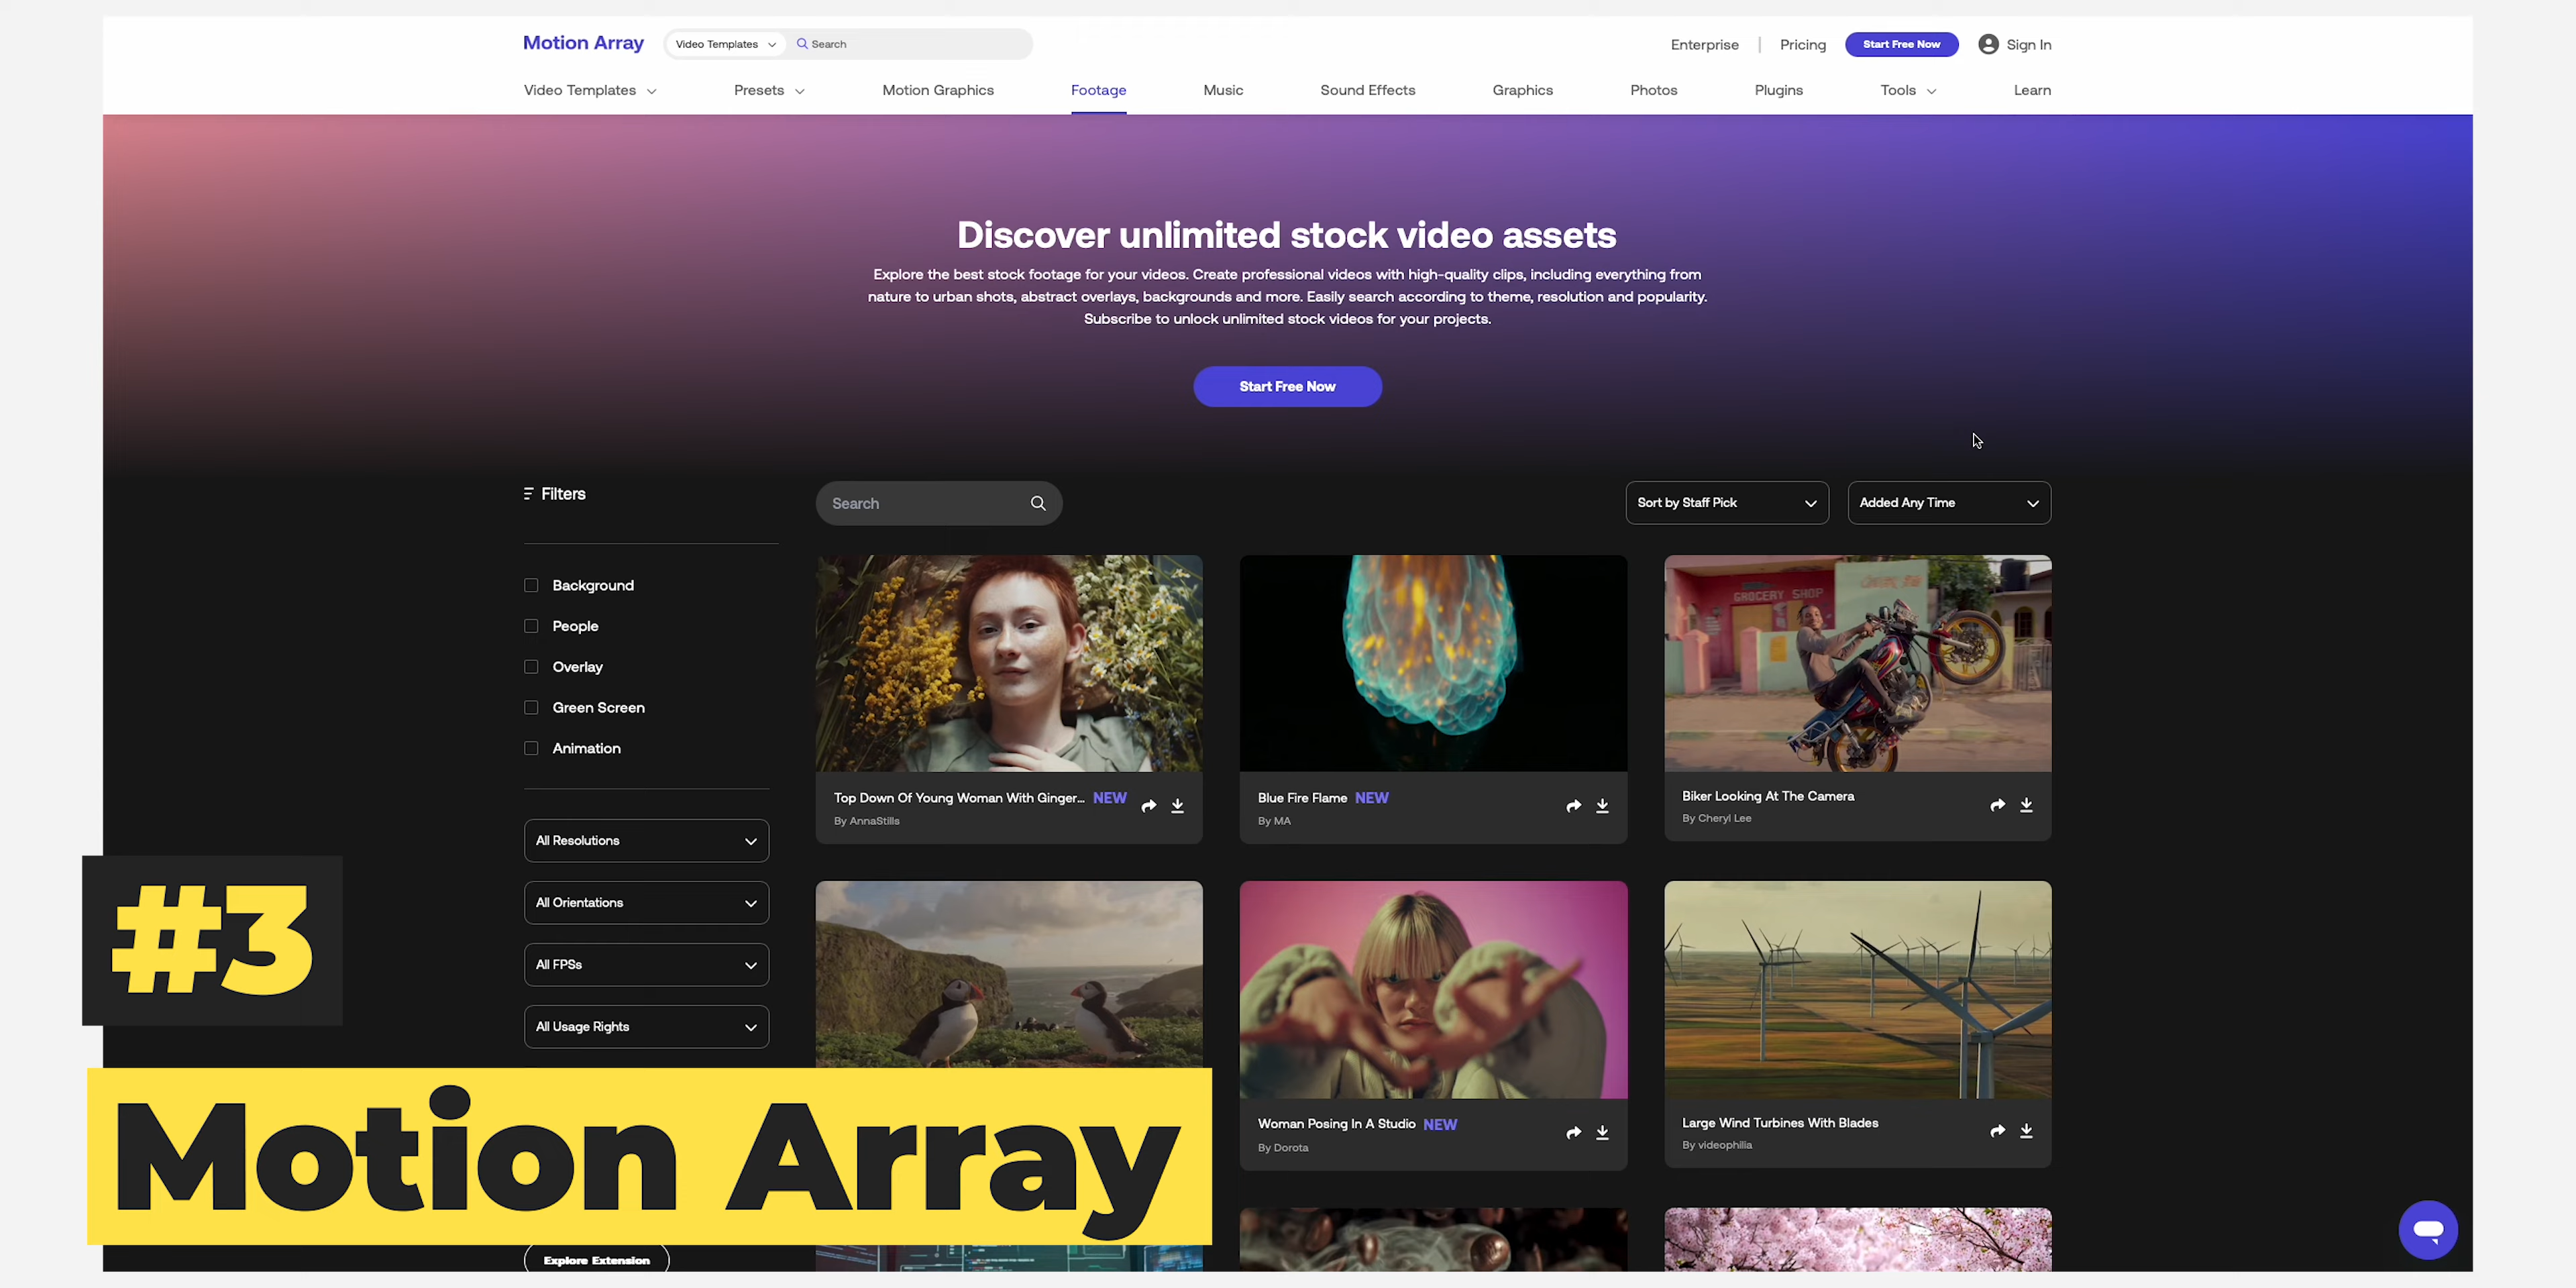 Motion Array
Video Templates
Search
Enterprise
Pricing
Start Free Now
Sign In
Video Templates
Presets
Motion Graphics
Footage
Music
Sound Effects
Graphics
Photos
Plugins
Tools
Learn
Discover unlimited stock video assets
Explore the best stock footage for your videos. Create professional videos with high-quality clips, including everything from
nature to urban shots, abstract overlays, backgrounds and more. Easily search according to theme, resolution and popularity.
Subscribe to unlock unlimited stock videos for your projects.
Start Free Now
Filters
Search
Sort by Staff Pick
Added Any Time
Background
People
Overlay
Green Screen
Animation
All Resolutions
All Orientations
All FPSs
All Usage Rights
GROCERY SHOP
Top Down Of Young Woman With Ginger... NEW
By AnnaStills
Blue Fire Flame NEW
By MA
Biker Looking At The Camera
By Cheryl Lee
Woman Posing In A Studio NEW
By Dorota
Large Wind Turbines With Blades
By videophilia
#3
Motion Array
Explore Extension